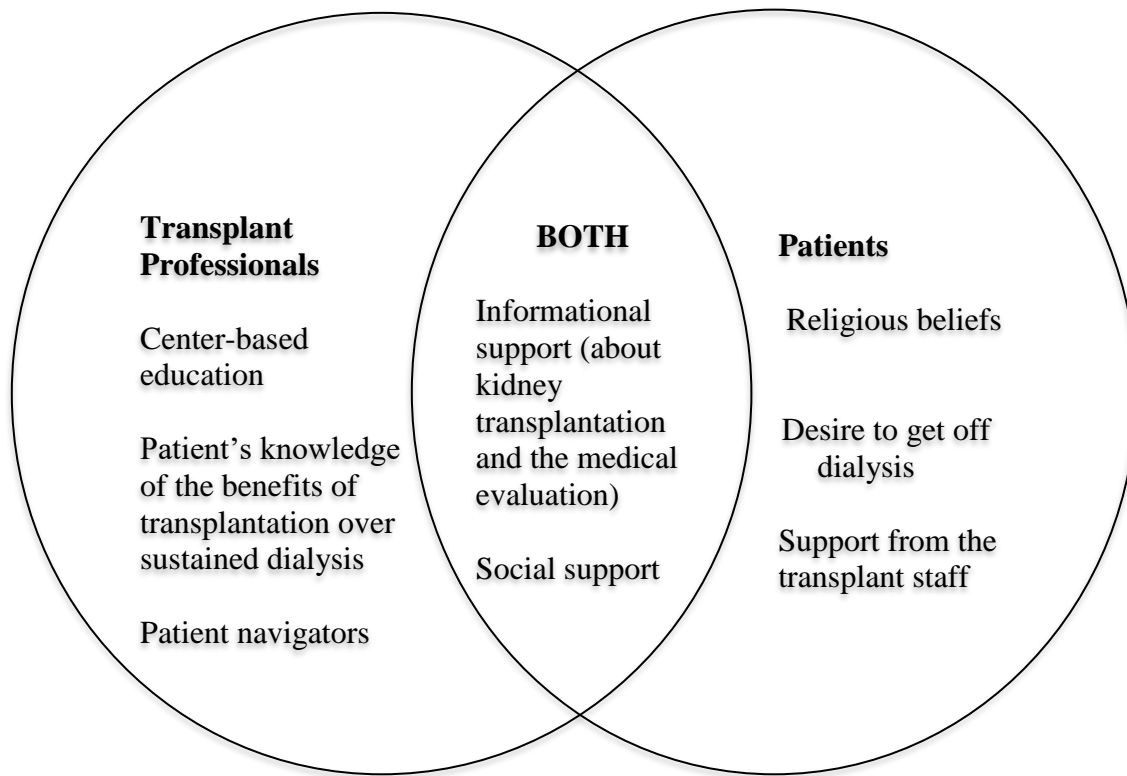 Transplant
Professionals
Center-based
education
Patient’s knowledge
of the benefits of
transplantation over
sustained dialysis
Patient navigators
BOTH
Informational
support (about
kidney
transplantation
and the medical
evaluation)
Social support
Patients
Religious beliefs
Desire to get off
dialysis
Support from the
transplant staff